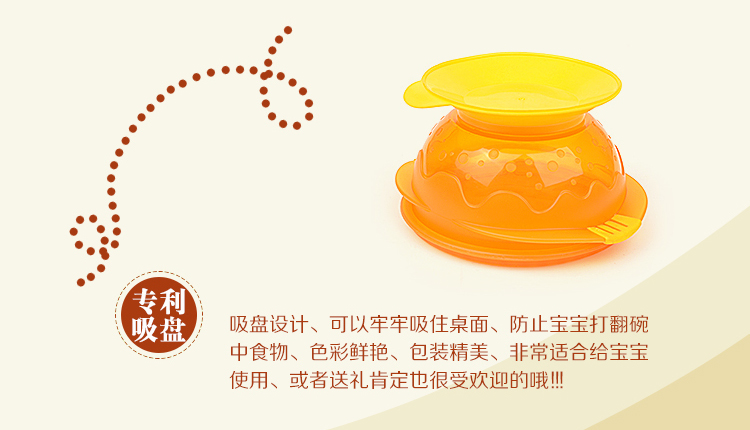 专利
吸盘
吸盘设计、可以牢牢吸住桌面、防止宝宝打翻碗
中食物、色彩鲜艳、包装精美、非常适合给宝宝
使用、或者送礼肯定也很受欢迎的哦!!!